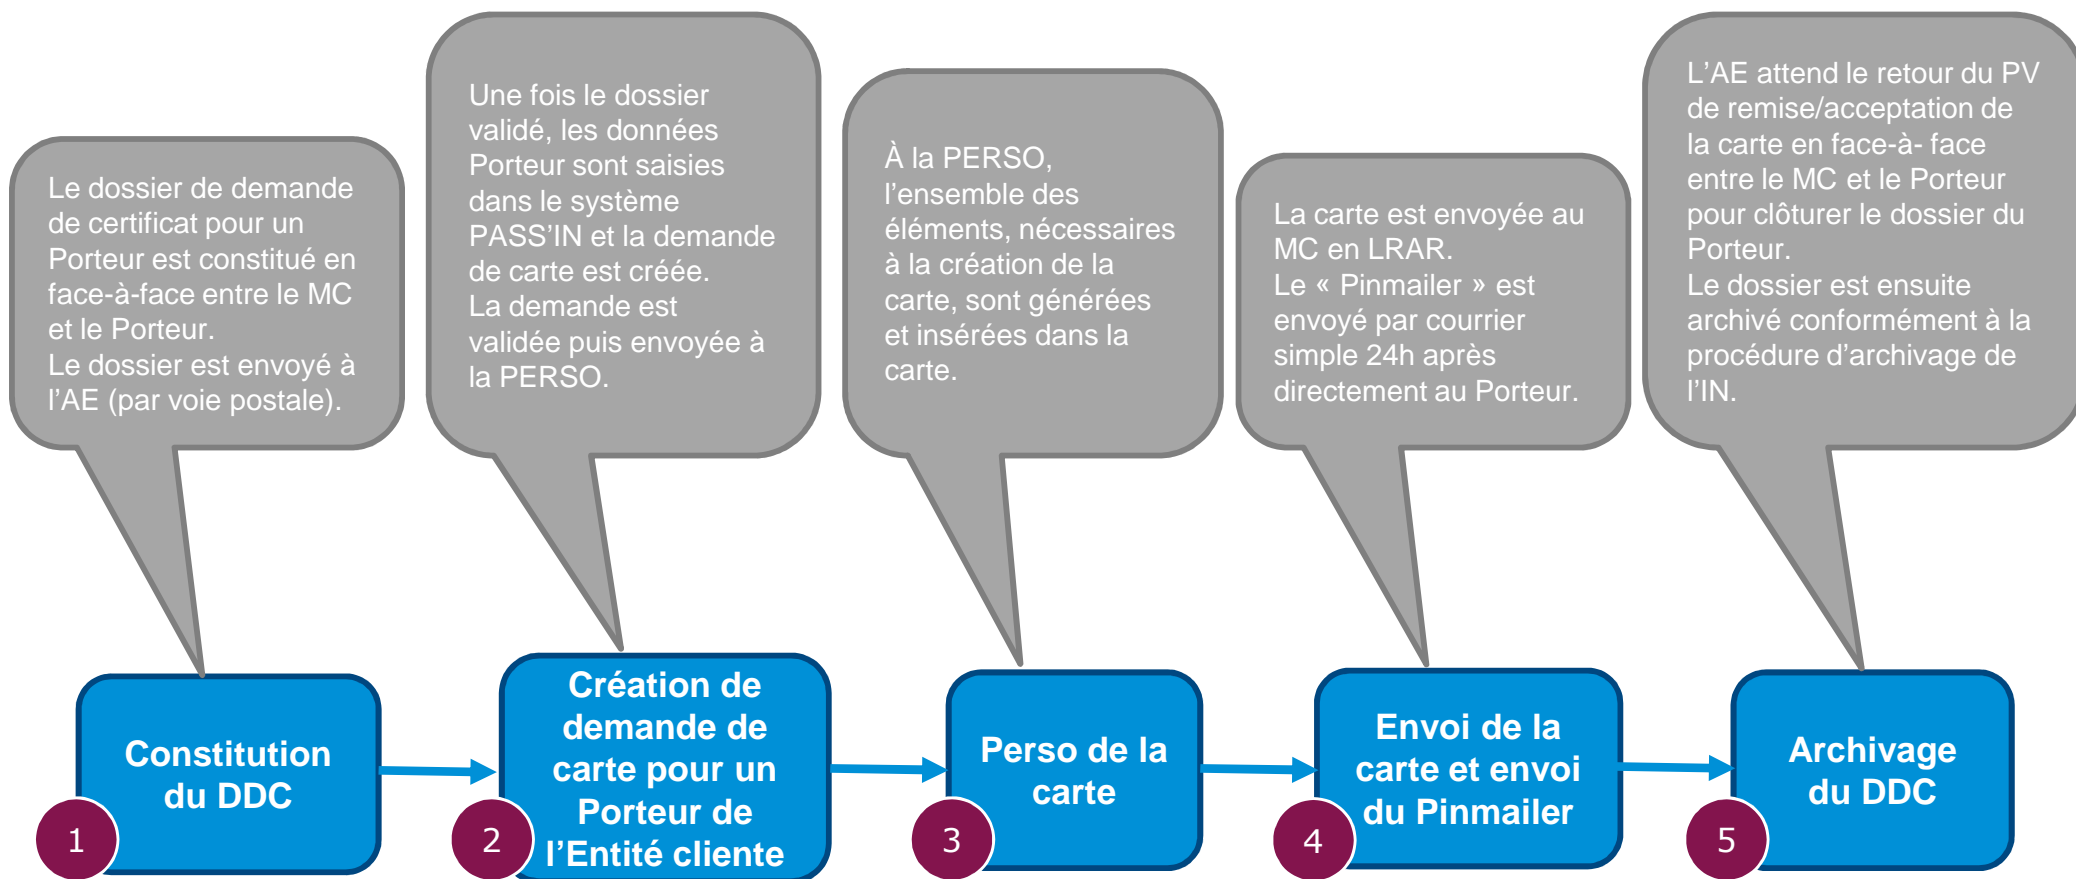 Le dossier de demande
de certificat pour un
Porteur est constitué en
face-à-face entre le MC
et le Porteur.
Le dossier est envoyé à
l’AE (par voie postale).
Une fois le dossier
validé, les données
Porteur sont saisies
dans le système
PASS’IN et la demande
de carte est créée.
La demande est
validée puis envoyée à
la PERSO.
À la PERSO,
l’ensemble des
éléments, nécessaires
à la création de la
carte, sont générées
et insérées dans la
carte.
La carte est envoyée au
MC en LRAR.
Le « Pinmailer » est
envoyé par courrier
simple 24h après
directement au Porteur.
L’AE attend le retour du PV
de remise/acceptation de
la carte en face-à- face
entre le MC et le Porteur
pour clôturer le dossier du
Porteur.
Le dossier est ensuite
archivé conformément à la
procédure d’archivage de
l’IN.
Constitution
du DDC
1
Création de
demande de
carte pour un
Porteur de
l’Entité cliente
2
Perso de la
carte
3
Envoi de la
carte et envoi
du Pinmailer
4
Archivage
du DDC
5